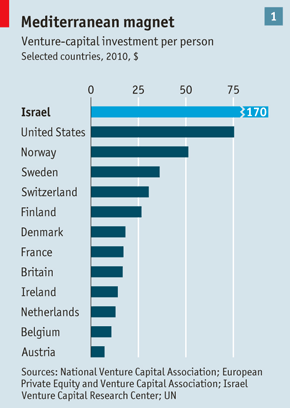 1
Mediterranean magnet
Venture-capital investment per person
Selected countries, 2010, $
0 25 50 75
Israel 170
United States
Norway
Sweden
Switzerland
Finland
Denmark
France
Britain
Ireland
Netherlands
Belgium
Austria
Sources: National Venture Capital Association; European
Private Equity and Venture Capital Association; Israel
Venture Capital Research Center; UN